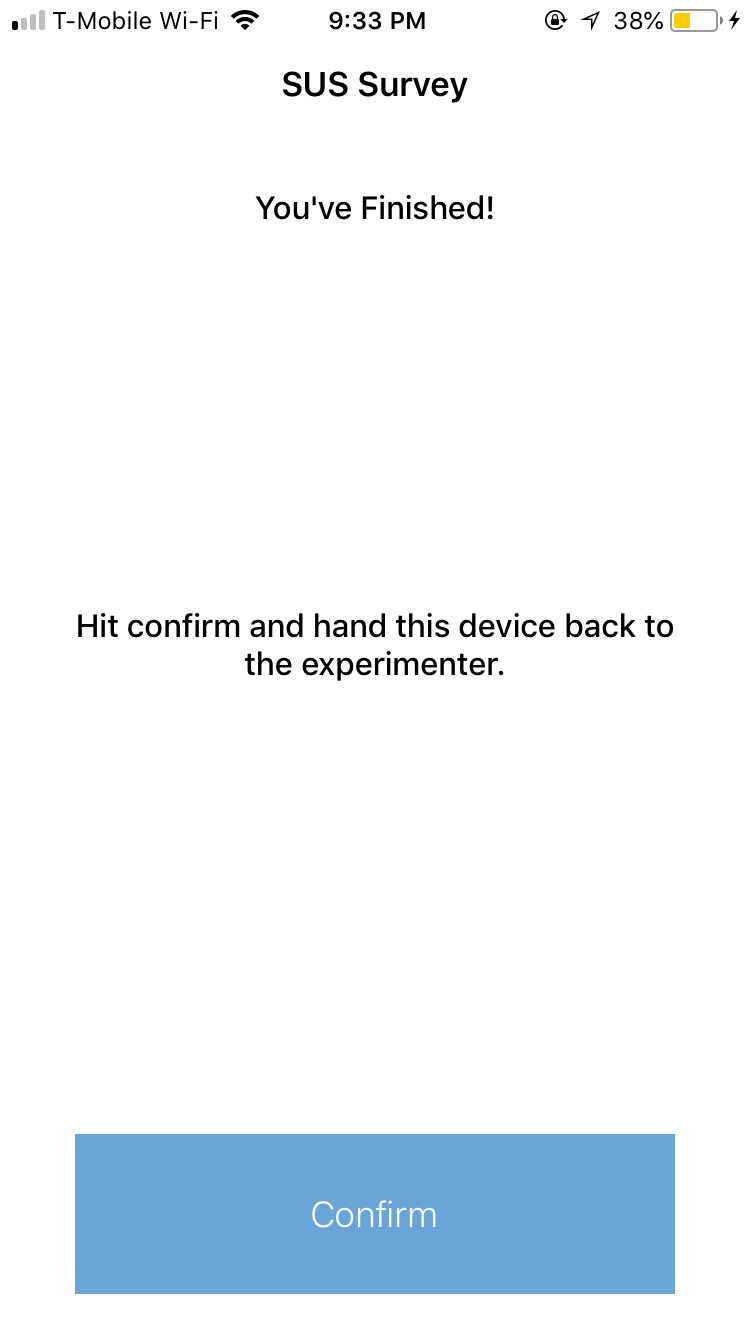 T-Mobile Wi-Fi 9:33 PM 38%
SUS Survey
You've Finished!
Hit confirm and hand this device back to
the experimenter.
Confirm